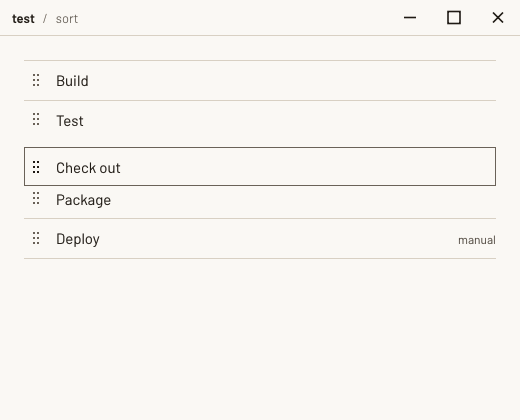 test / sort
Build
Test
Check out
Package
Deploy manual